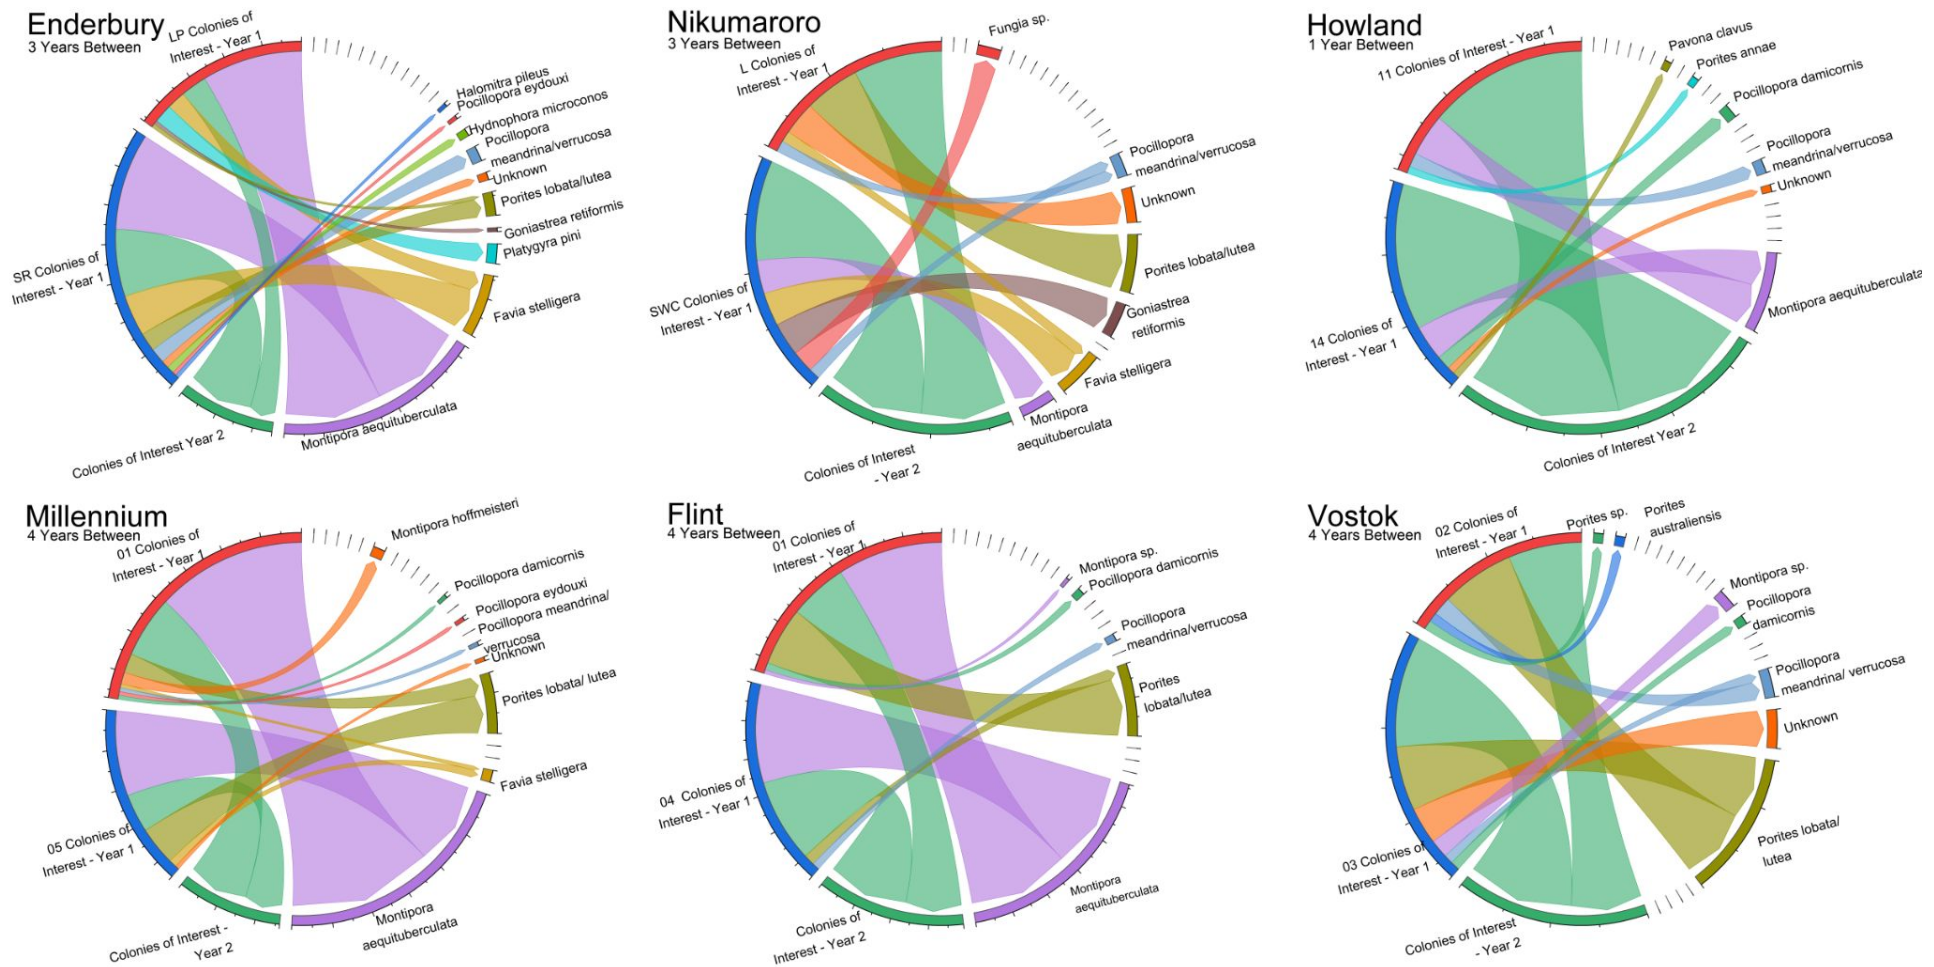 Enderbury
3 Years Between
LP Colonies of
Interest - Year 1
Halomitra pileus
Pocillopora eydouxi
Hydnophora microconos
Pocillopora
meandrina/verrucosa
Unknown
Porites lobata/lutea
Goniastrea retiformis
Platygyra pini
Favia stelligera
SR Colonies of
Interest - Year 1
Colonies of Interest Year 2
Montipora aequituberculata
Nikumaroro
3 Years Between
L Colonies of
Interest - Year 1
Fungia sp.
Pocillopora
meandrina/verrucosa
Unknown
Porites lobata/lutea
Goniastrea
retiformis
Favia stelligera
Montipora
aequituberculata
SWC Colonies of
Interest - Year 1
Colonies of Interest
- Year 2
Howland
1 Year Between
11 Colonies of Interest - Year 1
Pavona clavus
Porites annae
Pocillopora damicornis
Pocillopora
meandrina/verrucosa
Unknown
Montipora aequituberculata
14 Colonies of
Interest - Year 1
Colonies of Interest Year 2
Millennium
4 Years Between
01 Colonies of
Interest - Year 1
Montipora hoffmeisteri
Pocillopora damicornis
Pocillopora eydouxi
Pocillopora meandrina/
verrucosa
Unknown
Porites lobata/ lutea
Favia stelligera
05 Colonies of
Interest - Year 1
Colonies of Interest -
Year 2
Montipora
aequituberculata
Flint
4 Years Between
01 Colonies of
Interest - Year 1
Montipora sp.
Pocillopora damicornis
Pocillopora
meandrina/verrucosa
Porites
lobata/lutea
04 Colonies of
Interest - Year 1
Colonies of
Interest - Year 2
Montipora
aequituberculata
Vostok
4 Years Between
02 Colonies of
Interest - Year 1
Porites sp.
Porites
australiensis
Montipora sp.
Pocillopora
damicornis
Pocillopora
meandrina/ verrucosa
Unknown
Porites lobata/
lutea
03 Colonies of
Interest - Year 1
Colonies of Interest
- Year 2